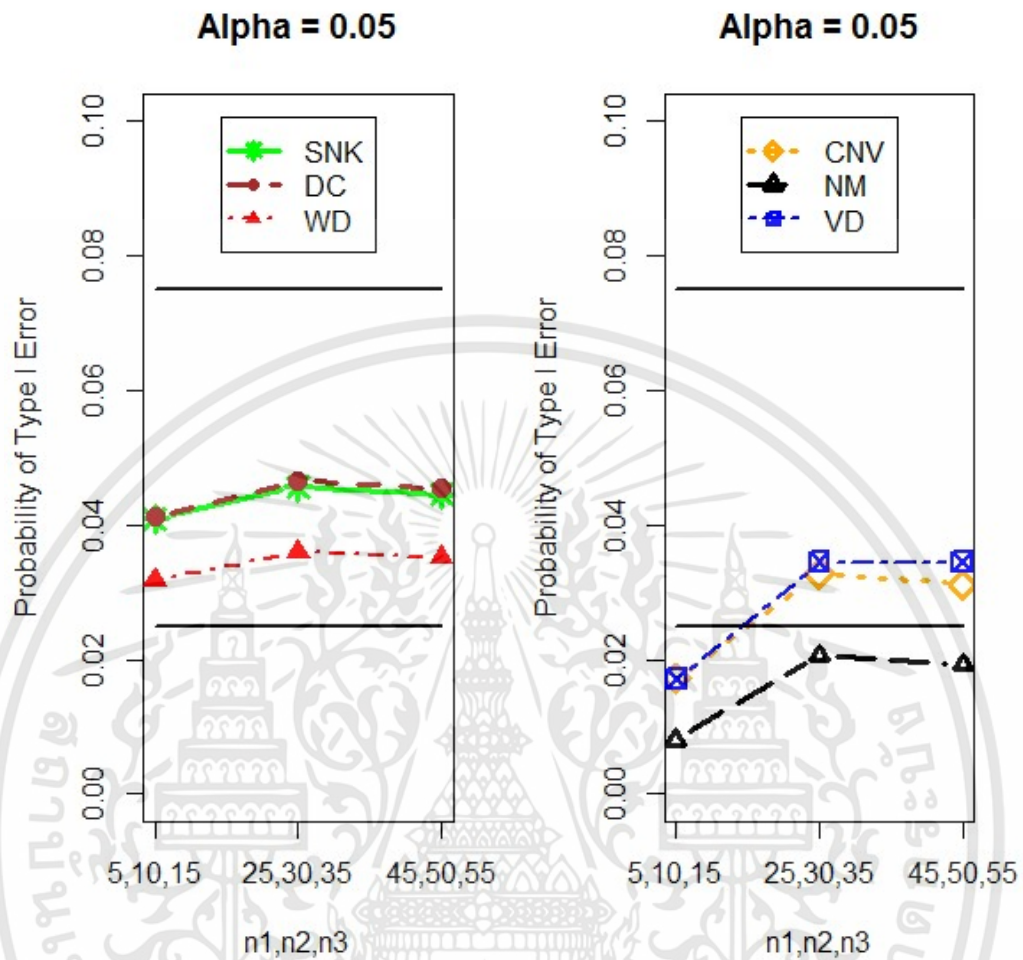 Alpha = 0.05
Probability of Type I Error
0.10
0.08
0.06
0.04
0.02
0.00
SNK
DC
WD
5,10,15
25,30,35
45,50,55
n1,n2,n3
Alpha = 0.05
Probability of Type I Error
0.10
0.08
0.06
0.04
0.02
0.00
CNV
NM
VD
5,10,15
25,30,35
45,50,55
n1,n2,n3